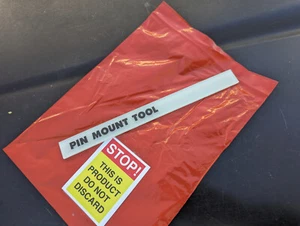 PIN MOUNT TOOL
STOP!
THIS IS
PRODUCT
DO NOT
DISCARD